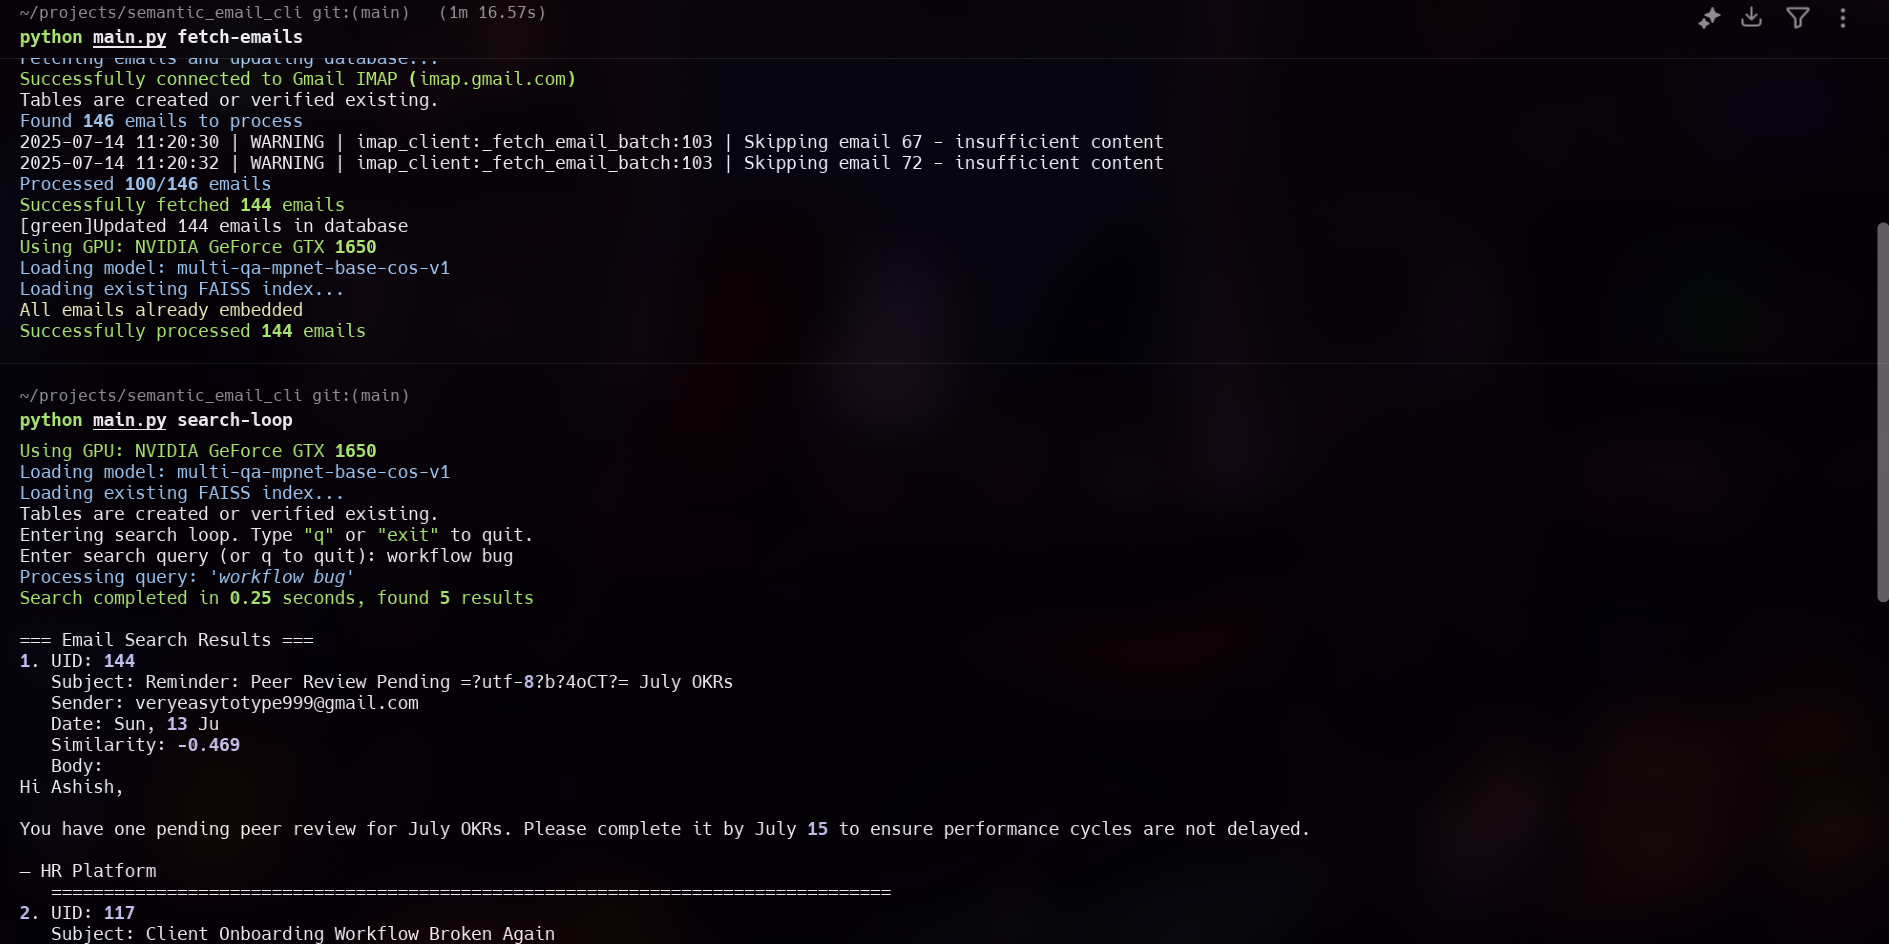 ~/projects/semantic_email_cli git:(main) (1m 16.57s)
python main.py fetch-emails
Fetching emails and updating database...
Successfully connected to Gmail IMAP (imap.gmail.com)
Tables are created or verified existing.
Found 146 emails to process
2025-07-14 11:20:30 | WARNING | imap_client:_fetch_email_batch:103 | Skipping email 67 - insufficient content
2025-07-14 11:20:32 | WARNING | imap_client:_fetch_email_batch:103 | Skipping email 72 - insufficient content
Processed 100/146 emails
Successfully fetched 144 emails
[green]Updated 144 emails in database
Using GPU: NVIDIA GeForce GTX 1650
Loading model: multi-qa-mpnet-base-cos-v1
Loading existing FAISS index...
All emails already embedded
Successfully processed 144 emails
~/projects/semantic_email_cli git:(main)
python main.py search-loop
Using GPU: NVIDIA GeForce GTX 1650
Loading model: multi-qa-mpnet-base-cos-v1
Loading existing FAISS index...
Tables are created or verified existing.
Entering search loop. Type "q" or "exit" to quit.
Enter search query (or q to quit): workflow bug
Processing query: 'workflow bug'
Search completed in 0.25 seconds, found 5 results
=== Email Search Results ===
1. UID: 144
Subject: Reminder: Peer Review Pending =?utf-8?b?4oCT?= July OKRs
Sender: veryeasytotype999@gmail.com
Date: Sun, 13 Ju
Similarity: -0.469
Body:
Hi Ashish,
You have one pending peer review for July OKRs. Please complete it by July 15 to ensure performance cycles are not delayed.
— HR Platform
================================================================================
2. UID: 117
Subject: Client Onboarding Workflow Broken Again